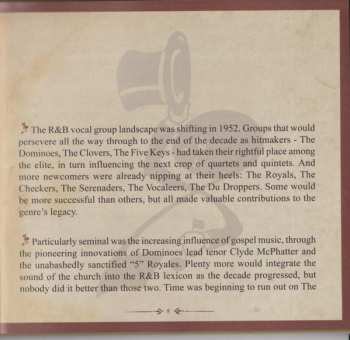 The R&B vocal group landscape was shifting in 1952. Groups that would
persevere all the way through to the end of the decade as hitmakers - The
Dominoes, The Clovers, The Five Keys - had taken their rightful place among
the elite, in turn influencing the next crop of quartets and quintets. And
more newcomers were already nipping at their heels: The Royals, The
Checkers, The Serenaders, The Vocaleers, The Du Droppers. Some would
be more successful than others, but all made valuable contributions to the
genre's legacy.
Particularly seminal was the increasing influence of gospel music, through
the pioneering innovations of Dominoes lead tenor Clyde McPhatter and
the unabashedly sanctified "5" Royales. Plenty more would integrate the
sound of the church into the R&B lexicon as the decade progressed, but
nobody did it better than those two. Time was beginning to run out on The